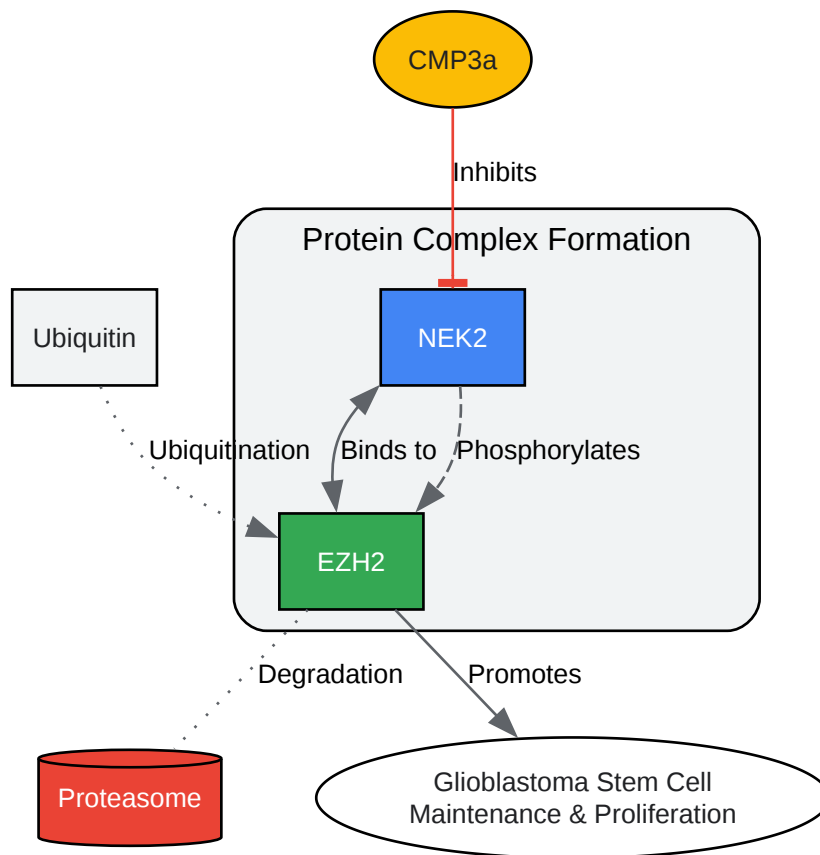 CMP3a
Inhibits
Protein Complex Formation
Ubiquitin
NEK2
Ubiquitination
Binds to
Phosphorylates
EZH2
Degradation
Promotes
Proteasome
Glioblastoma Stem Cell
Maintenance & Proliferation